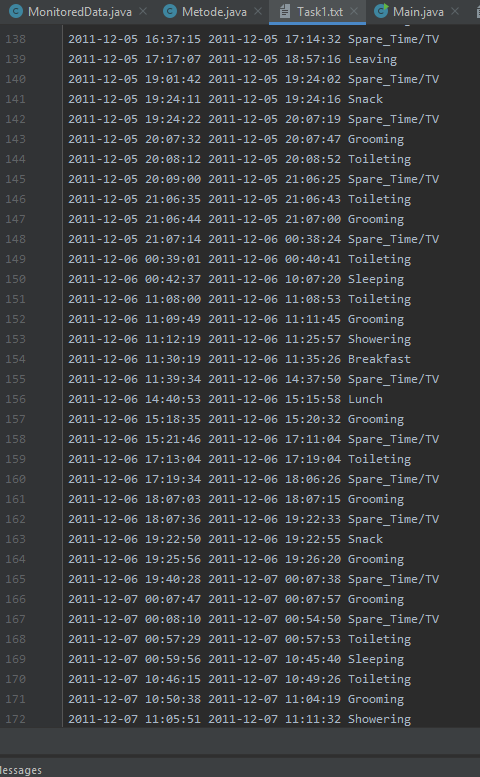 MonitoredData.java × Metode.java × Task1.txt × Main.java ×
138 2011-12-05 16:37:15 2011-12-05 17:14:32 Spare_Time/TV
139 2011-12-05 17:17:07 2011-12-05 18:57:16 Leaving
140 2011-12-05 19:01:42 2011-12-05 19:24:02 Spare_Time/TV
141 2011-12-05 19:24:11 2011-12-05 19:24:16 Snack
142 2011-12-05 19:24:22 2011-12-05 20:07:19 Spare_Time/TV
143 2011-12-05 20:07:32 2011-12-05 20:07:47 Grooming
144 2011-12-05 20:08:12 2011-12-05 20:08:52 Toileting
145 2011-12-05 20:09:00 2011-12-05 21:06:25 Spare_Time/TV
146 2011-12-05 21:06:35 2011-12-05 21:06:43 Toileting
147 2011-12-05 21:06:44 2011-12-05 21:07:00 Grooming
148 2011-12-05 21:07:14 2011-12-06 00:38:24 Spare_Time/TV
149 2011-12-06 00:39:01 2011-12-06 00:40:41 Toileting
150 2011-12-06 00:42:37 2011-12-06 10:07:20 Sleeping
151 2011-12-06 11:08:00 2011-12-06 11:08:53 Toileting
152 2011-12-06 11:09:49 2011-12-06 11:11:45 Grooming
153 2011-12-06 11:12:19 2011-12-06 11:25:57 Showering
154 2011-12-06 11:30:19 2011-12-06 11:35:26 Breakfast
155 2011-12-06 11:39:34 2011-12-06 14:37:50 Spare_Time/TV
156 2011-12-06 14:40:53 2011-12-06 15:15:58 Lunch
157 2011-12-06 15:18:35 2011-12-06 15:20:32 Grooming
158 2011-12-06 15:21:46 2011-12-06 17:11:04 Spare_Time/TV
159 2011-12-06 17:13:04 2011-12-06 17:19:04 Toileting
160 2011-12-06 17:19:34 2011-12-06 18:06:26 Spare_Time/TV
161 2011-12-06 18:07:03 2011-12-06 18:07:15 Grooming
162 2011-12-06 18:07:36 2011-12-06 19:22:33 Spare_Time/TV
163 2011-12-06 19:22:50 2011-12-06 19:22:55 Snack
164 2011-12-06 19:25:56 2011-12-06 19:26:20 Grooming
165 2011-12-06 19:40:28 2011-12-07 00:07:38 Spare_Time/TV
166 2011-12-07 00:07:47 2011-12-07 00:07:57 Grooming
167 2011-12-07 00:08:10 2011-12-07 00:54:50 Spare_Time/TV
168 2011-12-07 00:57:29 2011-12-07 00:57:53 Toileting
169 2011-12-07 00:59:56 2011-12-07 10:45:40 Sleeping
170 2011-12-07 10:46:15 2011-12-07 10:49:26 Toileting
171 2011-12-07 10:50:38 2011-12-07 11:04:19 Grooming
172 2011-12-07 11:05:51 2011-12-07 11:11:32 Showering
essages